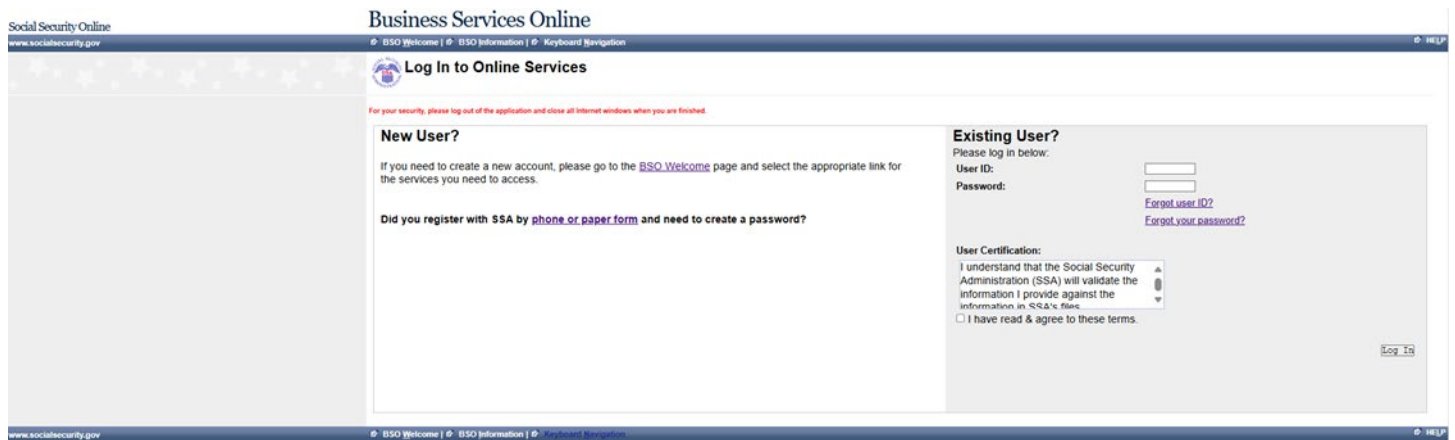 Social Security Online
Business Services Online
www.socialsecurity.gov
BSO Welcome | BSO Information | Keyboard Navigation
HELP
Log In to Online Services
For your security, please log out of the application and close all Internet windows when you are finished.
New User?
If you need to create a new account, please go to the BSO Welcome page and select the appropriate link for
the services you need to access.
Did you register with SSA by phone or paper form and need to create a password?
Existing User?
Please log in below:
User ID:
Password:
Forgot user ID?
Forgot your password?
User Certification:
I understand that the Social Security
Administration (SSA) will validate the
information I provide against the
information in SSA's files
I have read & agree to these terms.
Log In
www.socialsecurity.gov
BSO Welcome | BSO Information | Keyboard Navigation
HELP